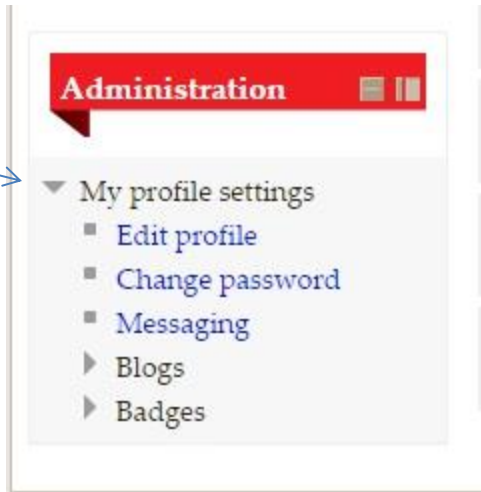 Administration
My profile settings
Edit profile
Change password
Messaging
Blogs
Badges